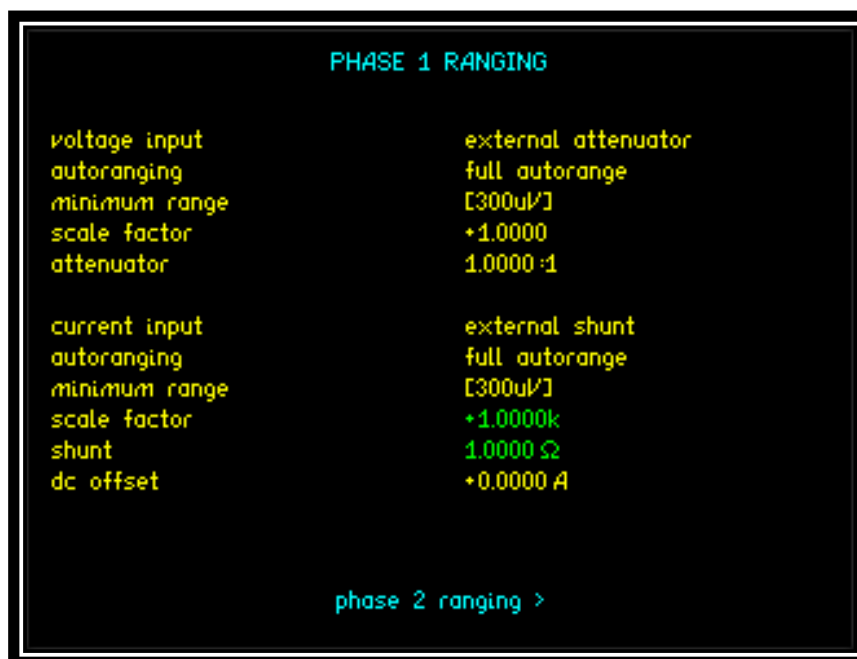 PHASE 1 RANGING
voltage input external attenuator
autoranging full autorange
minimum range [300uV]
scale factor +1.0000
attenuator 1.0000:1
current input external shunt
autoranging full autorange
minimum range [300uV]
scale factor +1.0000k
shunt 1.0000 Ω
dc offset +0.0000 A
phase 2 ranging >